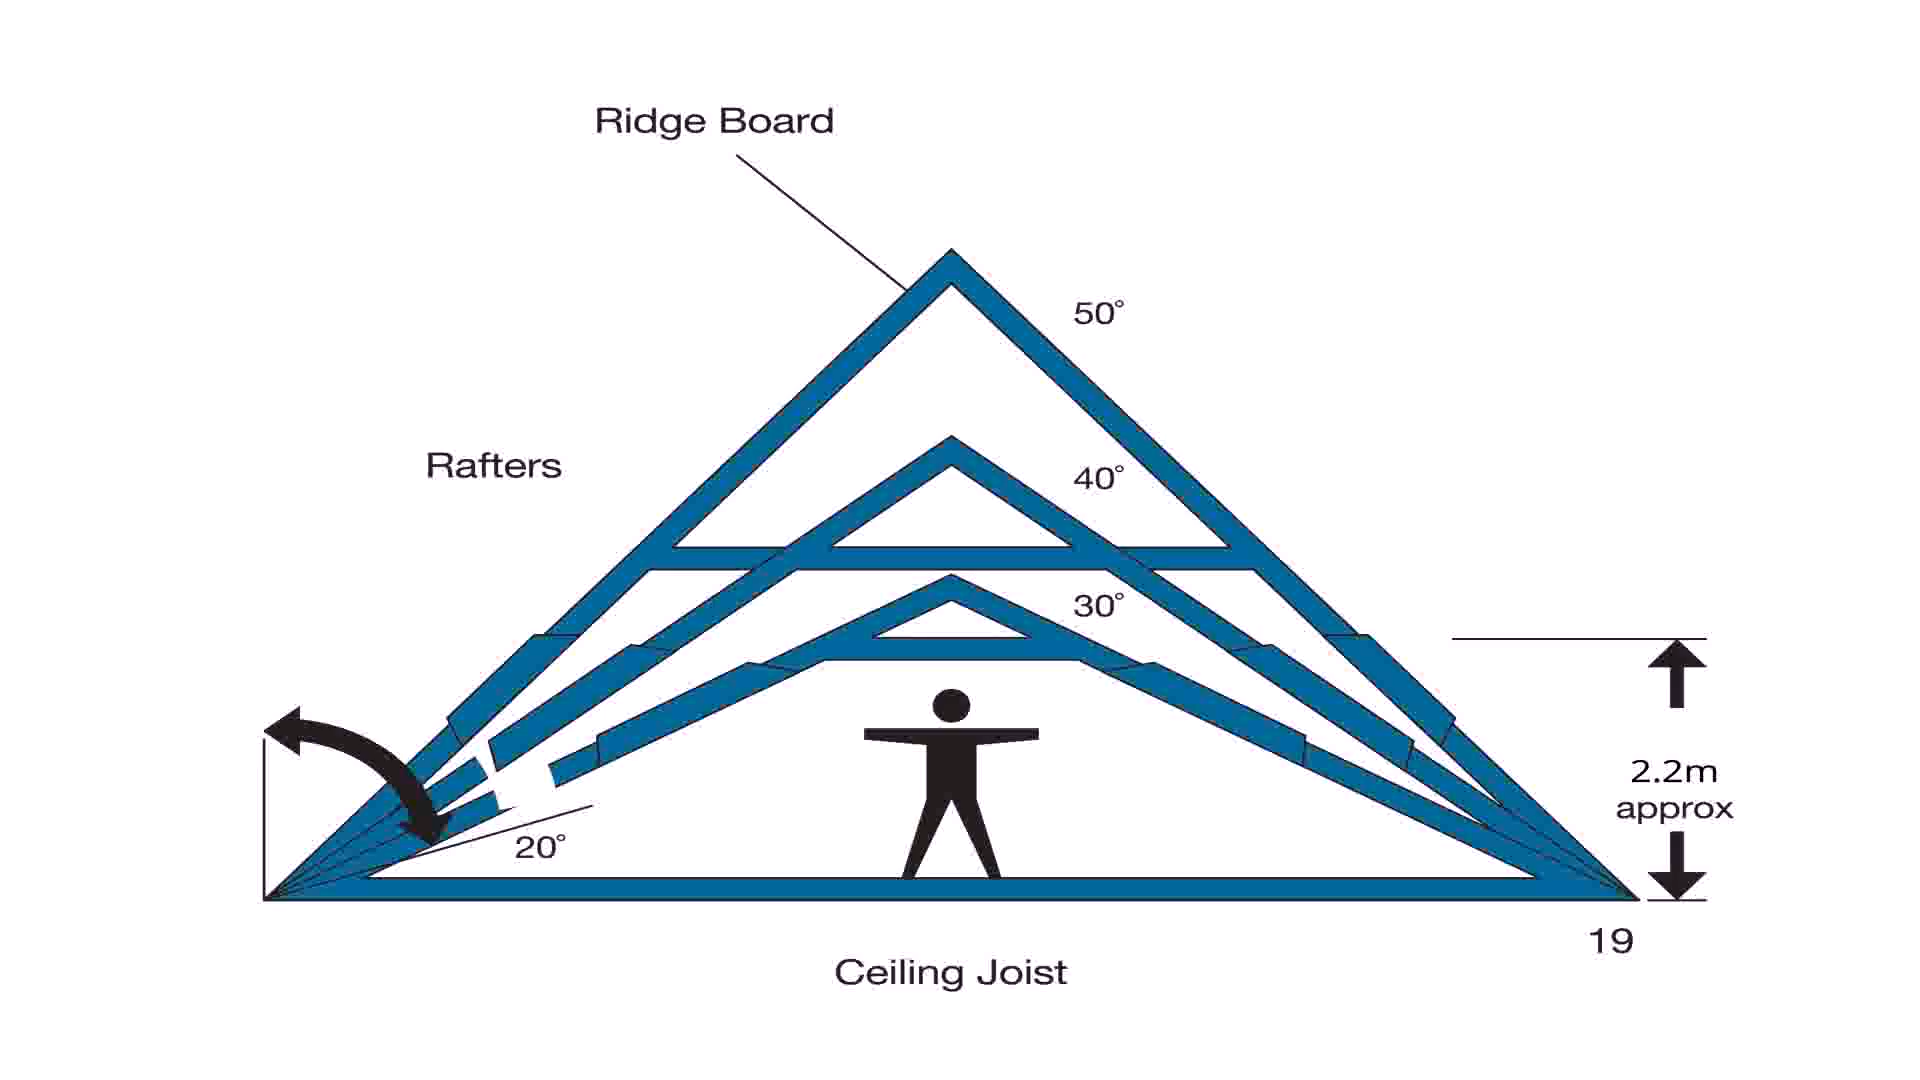 Ridge Board
50°
Rafters
40°
30°
2.2m
approx
20°
19
Ceiling Joist